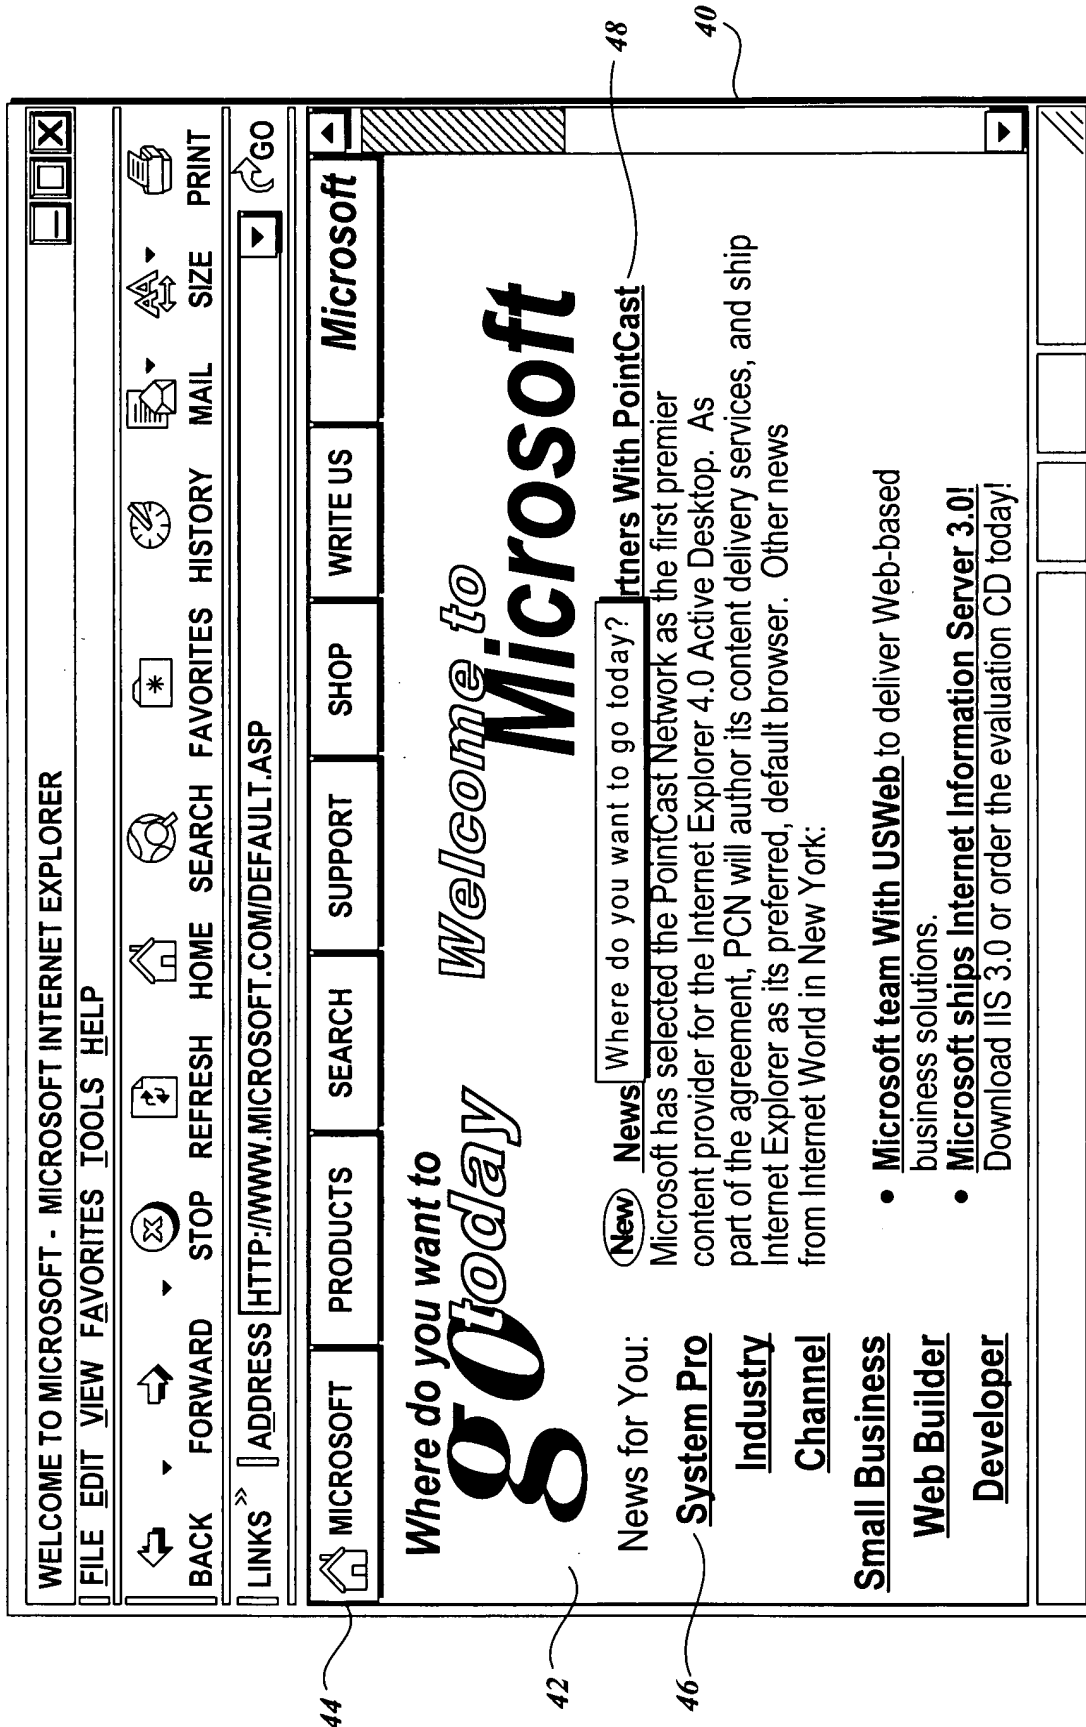 WELCOME TO MICROSOFT - MICROSOFT INTERNET EXPLORER
FILE EDIT VIEW FAVORITES TOOLS HELP
BACK FORWARD STOP REFRESH HOME SEARCH FAVORITES HISTORY MAIL SIZE PRINT
LINKS » ADDRESS HTTP://WWW.MICROSOFT.COM/DEFAULT.ASP GO
MICROSOFT PRODUCTS SEARCH SUPPORT SHOP WRITE US Microsoft
44
Where do you want to
go today
Welcome to
Microsoft
42
News for You:
System Pro
Industry
Channel
Small Business
Web Builder
Developer
46
New News Where do you want to go today? rtners With PointCast
48
Microsoft has selected the PointCast Network as the first premier
content provider for the Internet Explorer 4.0 Active Desktop. As
part of the agreement, PCN will author its content delivery services, and ship
Internet Explorer as its preferred, default browser. Other news
from Internet World in New York:
• Microsoft team With USWeb to deliver Web-based
business solutions.
• Microsoft ships Internet Information Server 3.0!
Download IIS 3.0 or order the evaluation CD today!
40